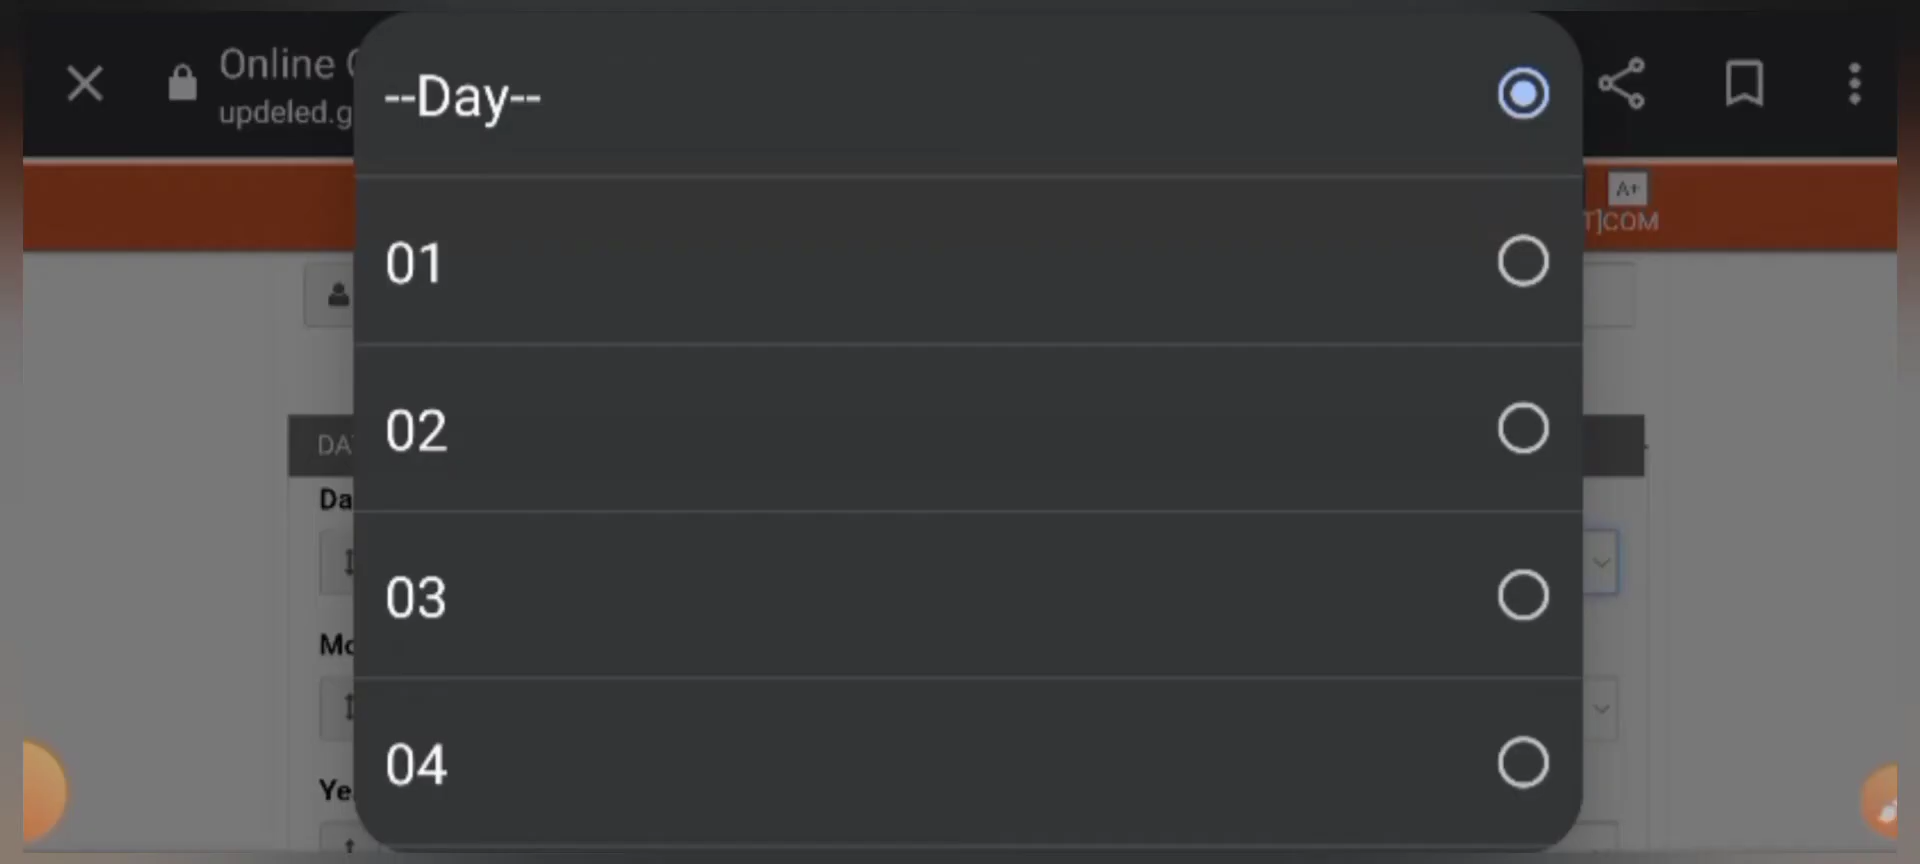 Online
updeled.g
--Day--
A+
T]COM
01
02
DA
Da
03
Mo
04
Ye